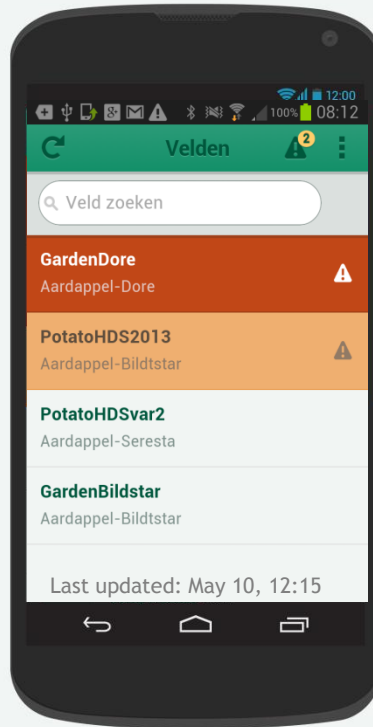 12:00
100% 08:12
Velden 2
Veld zoeken
GardenDore
Aardappel-Dore
PotatoHDS2013
Aardappel-Bildtstar
PotatoHDSvar2
Aardappel-Seresta
GardenBildstar
Aardappel-Bildtstar
Last updated: May 10, 12:15